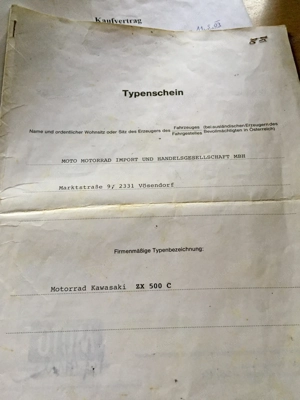 Kaufvertrag
Typenschein
Name und ordentlicher Wohnsitz oder Sitz des Erzeugers des Fahrzeuges (bei ausländischer/Erzeugern:des
Fahrgestelles Bevollmächtigten in Österreich)
MOTO MOTORRAD IMPORT UND HANDELSGESELLSCHAFT MBH
Marktstraße 9/ 2331 Vösendorf
Firmenmäßige Typenbezeichnung:
Motorrad Kawasaki ZX 500 C